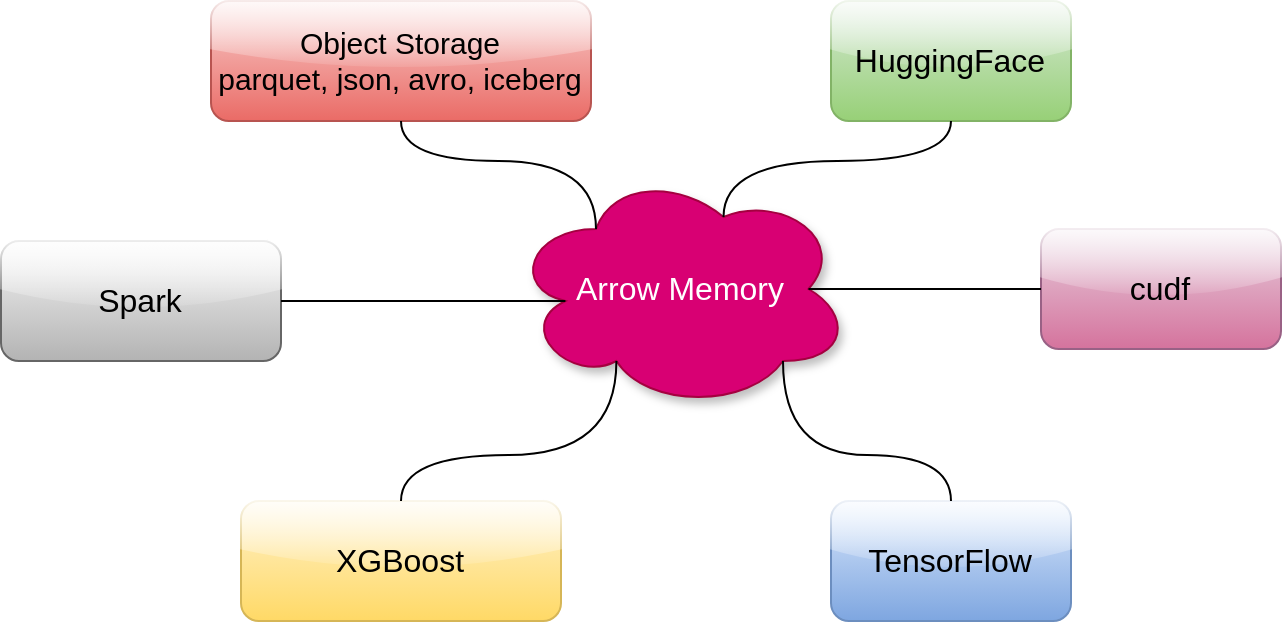 Object Storage
parquet, json, avro, iceberg
HuggingFace
Spark
Arrow Memory
cudf
XGBoost
TensorFlow